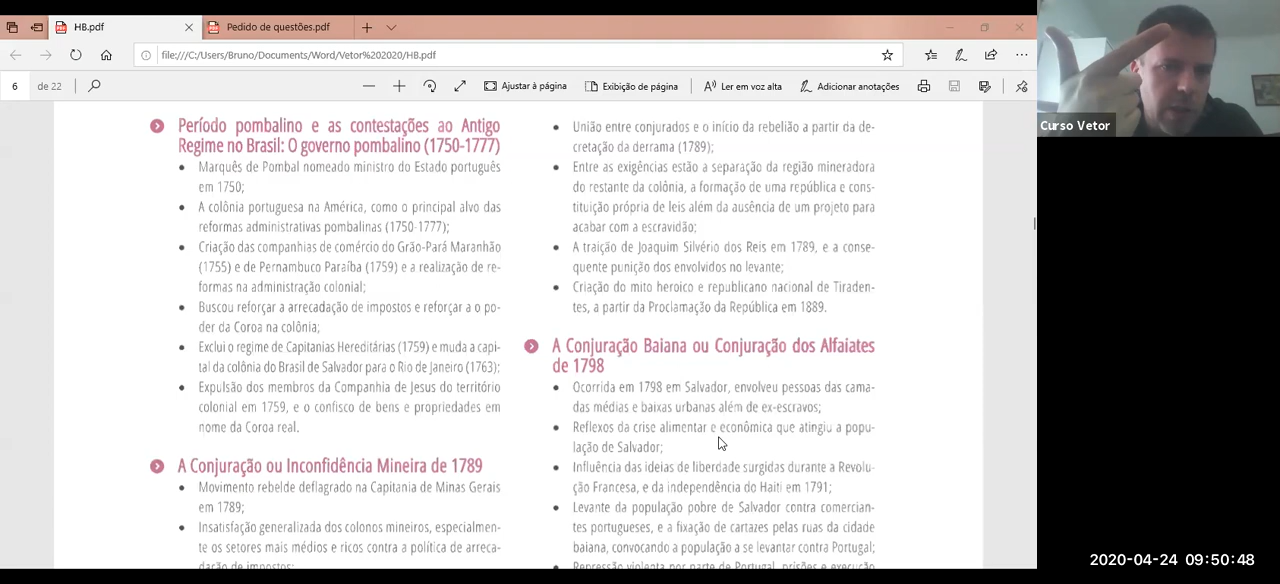 HB.pdf
Pedido de questões.pdf
file:///C:/Users/Bruno/Documents/Word/Vetor%202020/HB.pdf
6 de 22
Ajustar à página
Exibição de página
Ler em voz alta
Adicionar anotações
Curso Vetor
Período pombalino e as contestações ao Antigo
Regime no Brasil: O governo pombalino (1750-1777)
• Marquês de Pombal nomeado ministro do Estado português
em 1750;
• A colônia portuguesa na América, como o principal alvo das
reformas administrativas pombalinas (1750-1777);
• Criação das companhias de comércio do Grão-Pará Maranhão
(1755) e de Pernambuco Paraíba (1759) e a realização de re-
formas na administração colonial;
• Buscou reforçar a arrecadação de impostos e reforçar a o po-
der da Coroa na colônia;
• Exclui o regime de Capitanias Hereditárias (1759) e muda a capi-
tal da colônia do Brasil de Salvador para o Rio de Janeiro (1763);
• Expulsão dos membros da Companhia de Jesus do território
colonial em 1759, e o confisco de bens e propriedades em
nome da Coroa real.
A Conjuração ou Inconfidência Mineira de 1789
• Movimento rebelde deflagrado na Capitania de Minas Gerais
em 1789;
• Insatisfação generalizada dos colonos mineiros, especialmen-
te os setores mais médios e ricos contra a política de arreca-
dação de impostos;
• União entre conjurados e o início da rebelião a partir da de-
cretação da derrama (1789);
• Entre as exigências estão a separação da região mineradora
do restante da colônia, a formação de uma república e cons-
tituição própria de leis além da ausência de um projeto para
acabar com a escravidão;
• A traição de Joaquim Silvério dos Reis em 1789, e a conse-
quente punição dos envolvidos no levante;
• Criação do mito heroico e republicano nacional de Tiraden-
tes, a partir da Proclamação da República em 1889.
A Conjuração Baiana ou Conjuração dos Alfaiates
de 1798
• Ocorrida em 1798 em Salvador, envolveu pessoas das cama-
das médias e baixas urbanas além de ex-escravos;
• Reflexos da crise alimentar e econômica que atingiu a popu-
lação de Salvador;
• Influência das ideias de liberdade surgidas durante a Revolu-
ção Francesa, e da independência do Haiti em 1791;
• Levante da população pobre de Salvador contra comercian-
tes portugueses, e a fixação de cartazes pelas ruas da cidade
baiana, convocando a população a se levantar contra Portugal;
• Repressão violenta por parte de Portugal, prisões e execução
2020-04-24 09:50:48